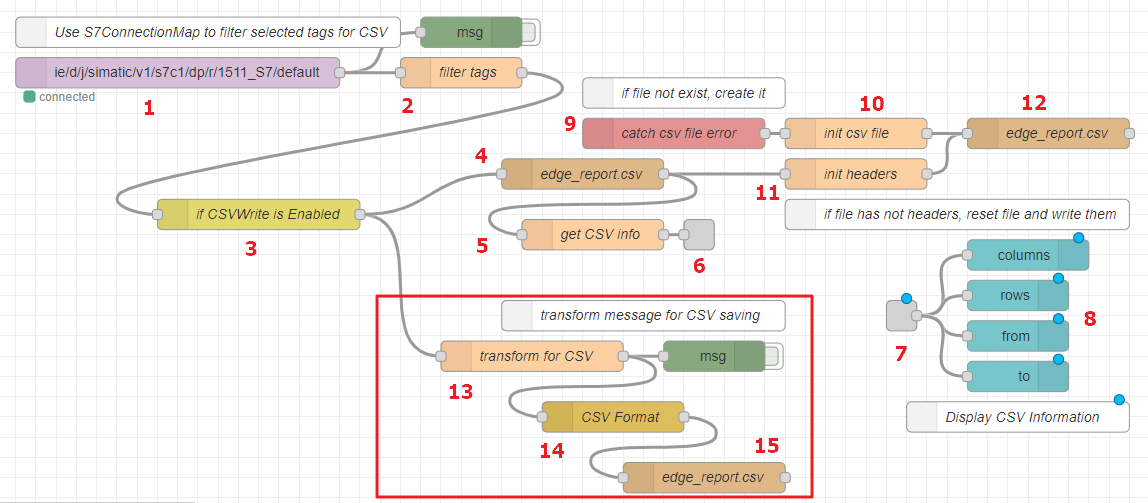 Use S7ConnectionMap to filter selected tags for CSV
msg
ie/d/j/simatic/v1/s7c1/dp/r/1511_S7/default
filter tags
connected
1
2
if file not exist, create it
10
12
9
catch csv file error
init csv file
edge_report.csv
4
edge_report.csv
init headers
11
if CSVWrite is Enabled
if file has not headers, reset file and write them
3
5
get CSV info
6
columns
rows
8
7
from
to
transform message for CSV saving
transform for CSV
msg
13
Display CSV Information
CSV Format
14
15
edge_report.csv